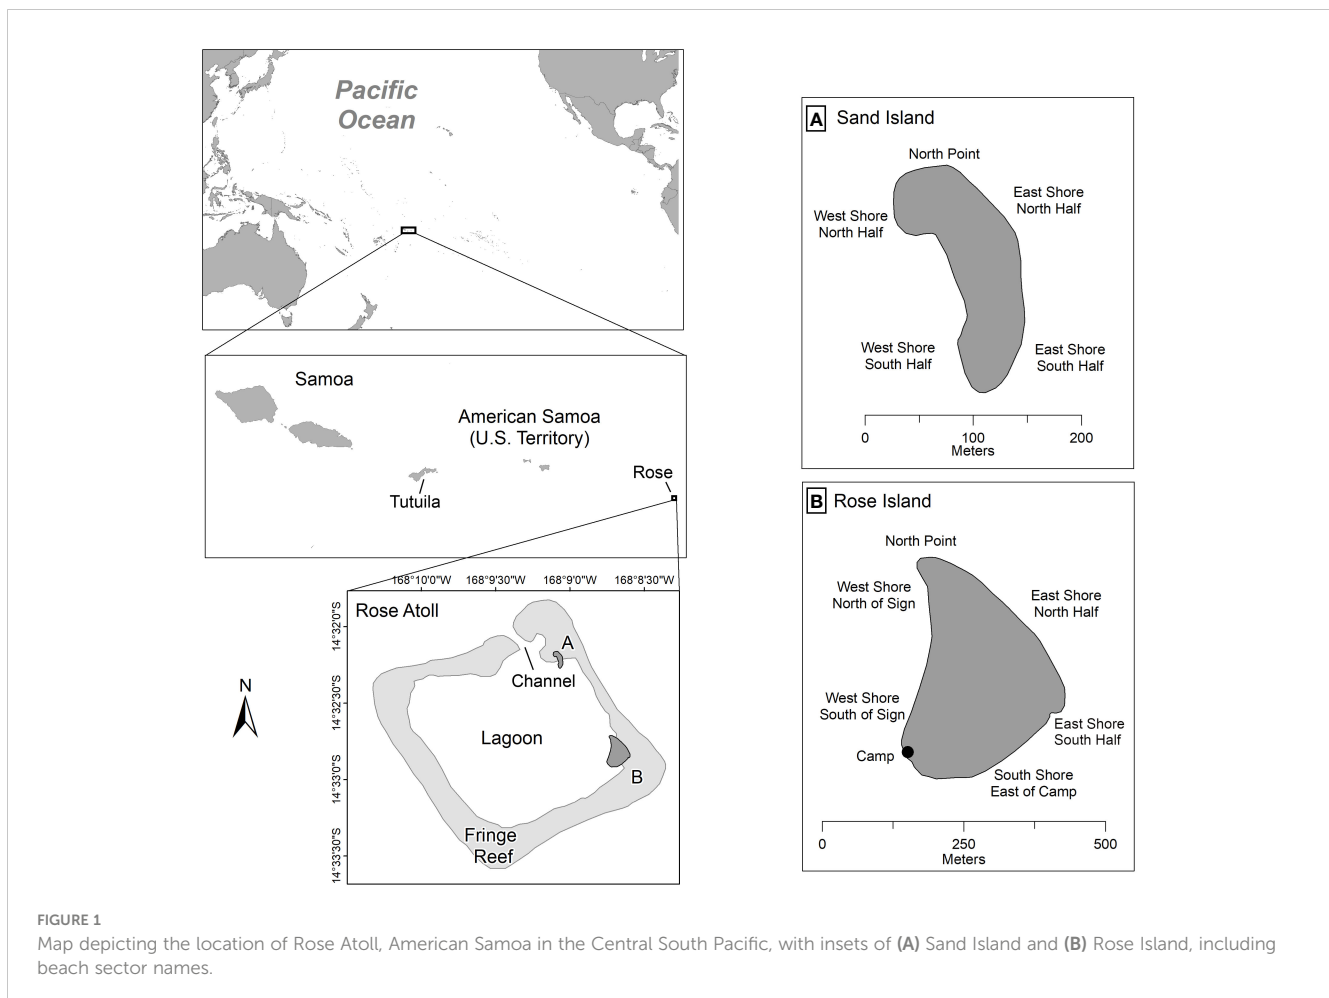 Pacific
Ocean
Samoa
American Samoa
(U.S. Territory)
Rose
Tutuila
168°10'0"W 168°9'30"W 168°9'0"W 168°8'30"W
14°32'0"S
14°32'30"S
14°33'0"S
14°33'30"S
Rose Atoll
A
Channel
Lagoon
B
Fringe
Reef
N
A Sand Island
North Point
East Shore
North Half
West Shore
North Half
West Shore
South Half
East Shore
South Half
0 100 200
Meters
B Rose Island
North Point
West Shore
North of Sign
East Shore
North Half
West Shore
South of Sign
East Shore
South Half
Camp
South Shore
East of Camp
0 250 500
Meters
FIGURE 1
Map depicting the location of Rose Atoll, American Samoa in the Central South Pacific, with insets of (A) Sand Island and (B) Rose Island, including
beach sector names.